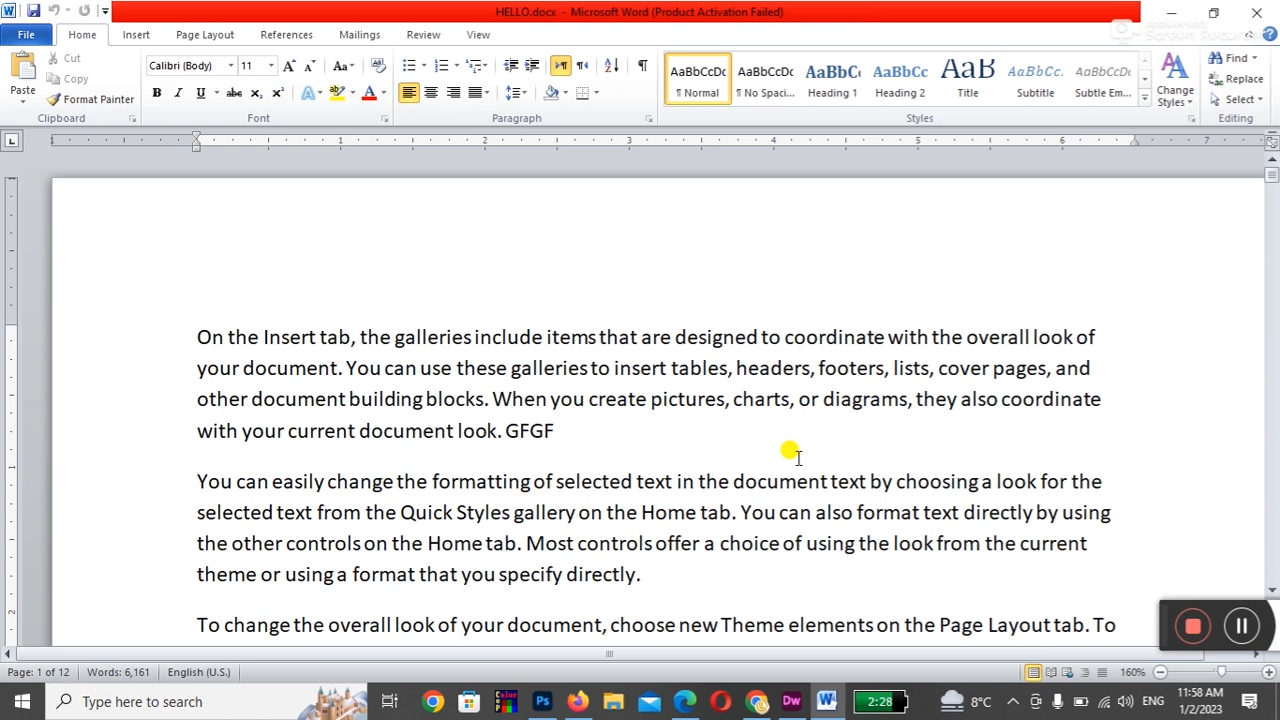 HELLO.docx - Microsoft Word (Product Activation Failed)
File Home Insert Page Layout References Mailings Review View
Screen Recorder
Paste
Cut
Copy
Format Painter
Clipboard
Calibri (Body) 11
Font
Paragraph
AaBbCcDc AaBbCcDc AaBbCc AaBbCc AaB AaBbCc. AaBbCcDc
¶ Normal ¶ No Spaci... Heading 1 Heading 2 Title Subtitle Subtle Em...
Change
Styles
Styles
Find
Replace
Select
Editing
1 1 2 3 4 5 6 7
On the Insert tab, the galleries include items that are designed to coordinate with the overall look of
your document. You can use these galleries to insert tables, headers, footers, lists, cover pages, and
other document building blocks. When you create pictures, charts, or diagrams, they also coordinate
with your current document look. GFGF
You can easily change the formatting of selected text in the document text by choosing a look for the
selected text from the Quick Styles gallery on the Home tab. You can also format text directly by using
the other controls on the Home tab. Most controls offer a choice of using the look from the current
theme or using a format that you specify directly.
To change the overall look of your document, choose new Theme elements on the Page Layout tab. To
Page: 1 of 12 Words: 6,161 English (U.S.) 160%
Type here to search
2:28
8°C
ENG
11:58 AM
1/2/2023